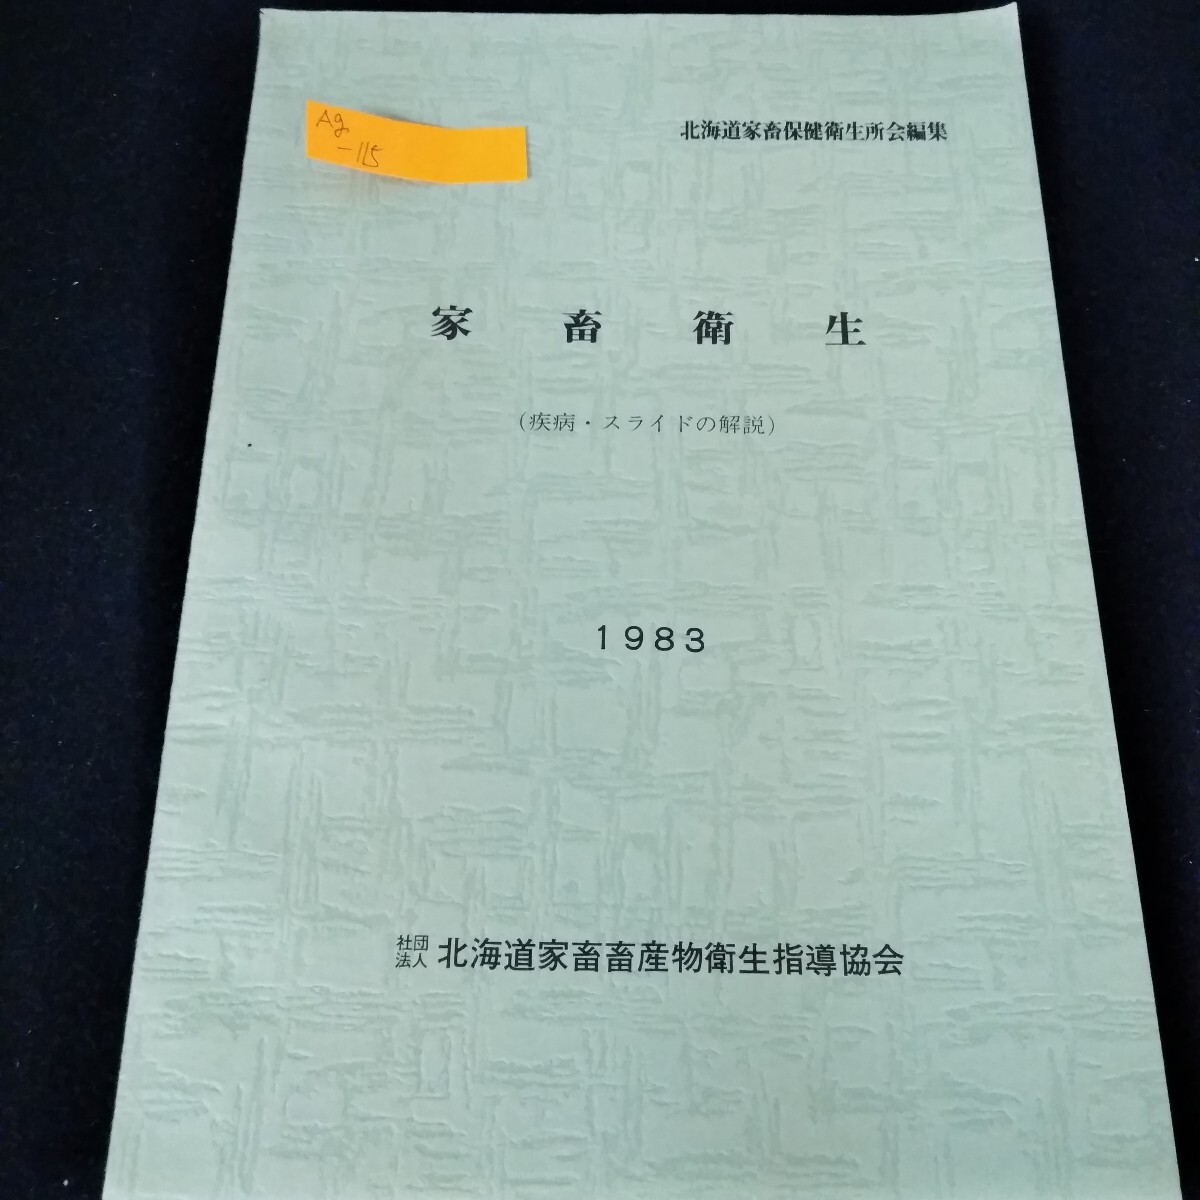 Ag
-115
北海道家畜保健衛生所会編集
家畜衛生
(疾病・スライドの解説)
1983
社団法人 北海道家畜畜産物衛生指導協会